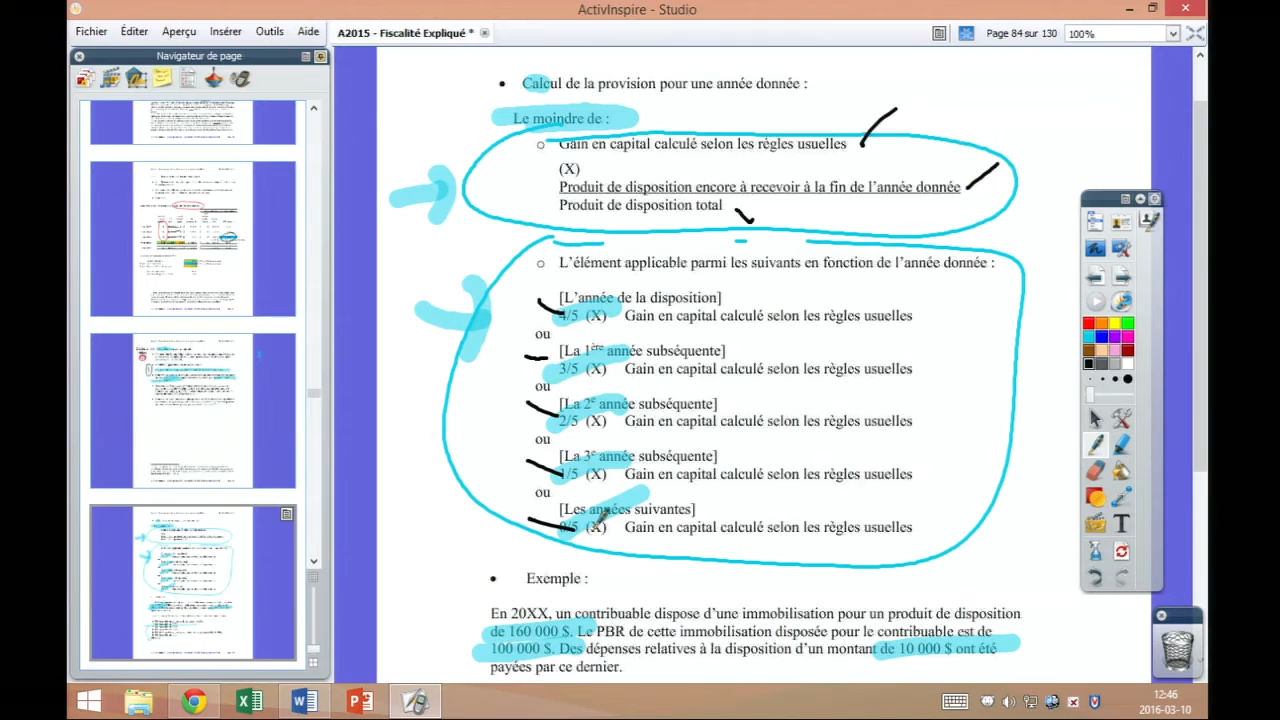 ActivInspire - Studio
Fichier Éditer Aperçu Insérer Outils Aide
A2015 - Fiscalité Expliqué *
Page 84 sur 130
100%
Navigateur de page
• Calcul de la provision pour une année donnée :
Le moindre de :
o Gain en capital calculé selon les règles usuelles
(X)
Produit de disposition encore à recevoir à la fin de l'année donnée
Produit de disposition total
o L'élément disponible parmi les suivants en fonction de l'année donnée :
[L'année de la disposition]
4/5 (X) Gain en capital calculé selon les règles usuelles
ou
[La 1e année subséquente]
3/5 (X) Gain en capital calculé selon les règles usuelles
ou
[La 2e année subséquente]
2/5 (X) Gain en capital calculé selon les règles usuelles
ou
[La 3e année subséquente]
1/5 (X) Gain en capital calculé selon les règles usuelles
ou
[Les années suivantes]
0/5 (X) Gain en capital calculé selon les règles usuelles
• Exemple :
En 20X1, un contribuable dispose d'une immobilisation pour un produit de disposition
de 160 000 $. Le PBR de cette immobilisation disposée pour le contribuable est de
100 000 $. Des dépenses relatives à la disposition d'un montant de 10 000 $ ont été
payées par ce dernier.
12:46
2016-03-10